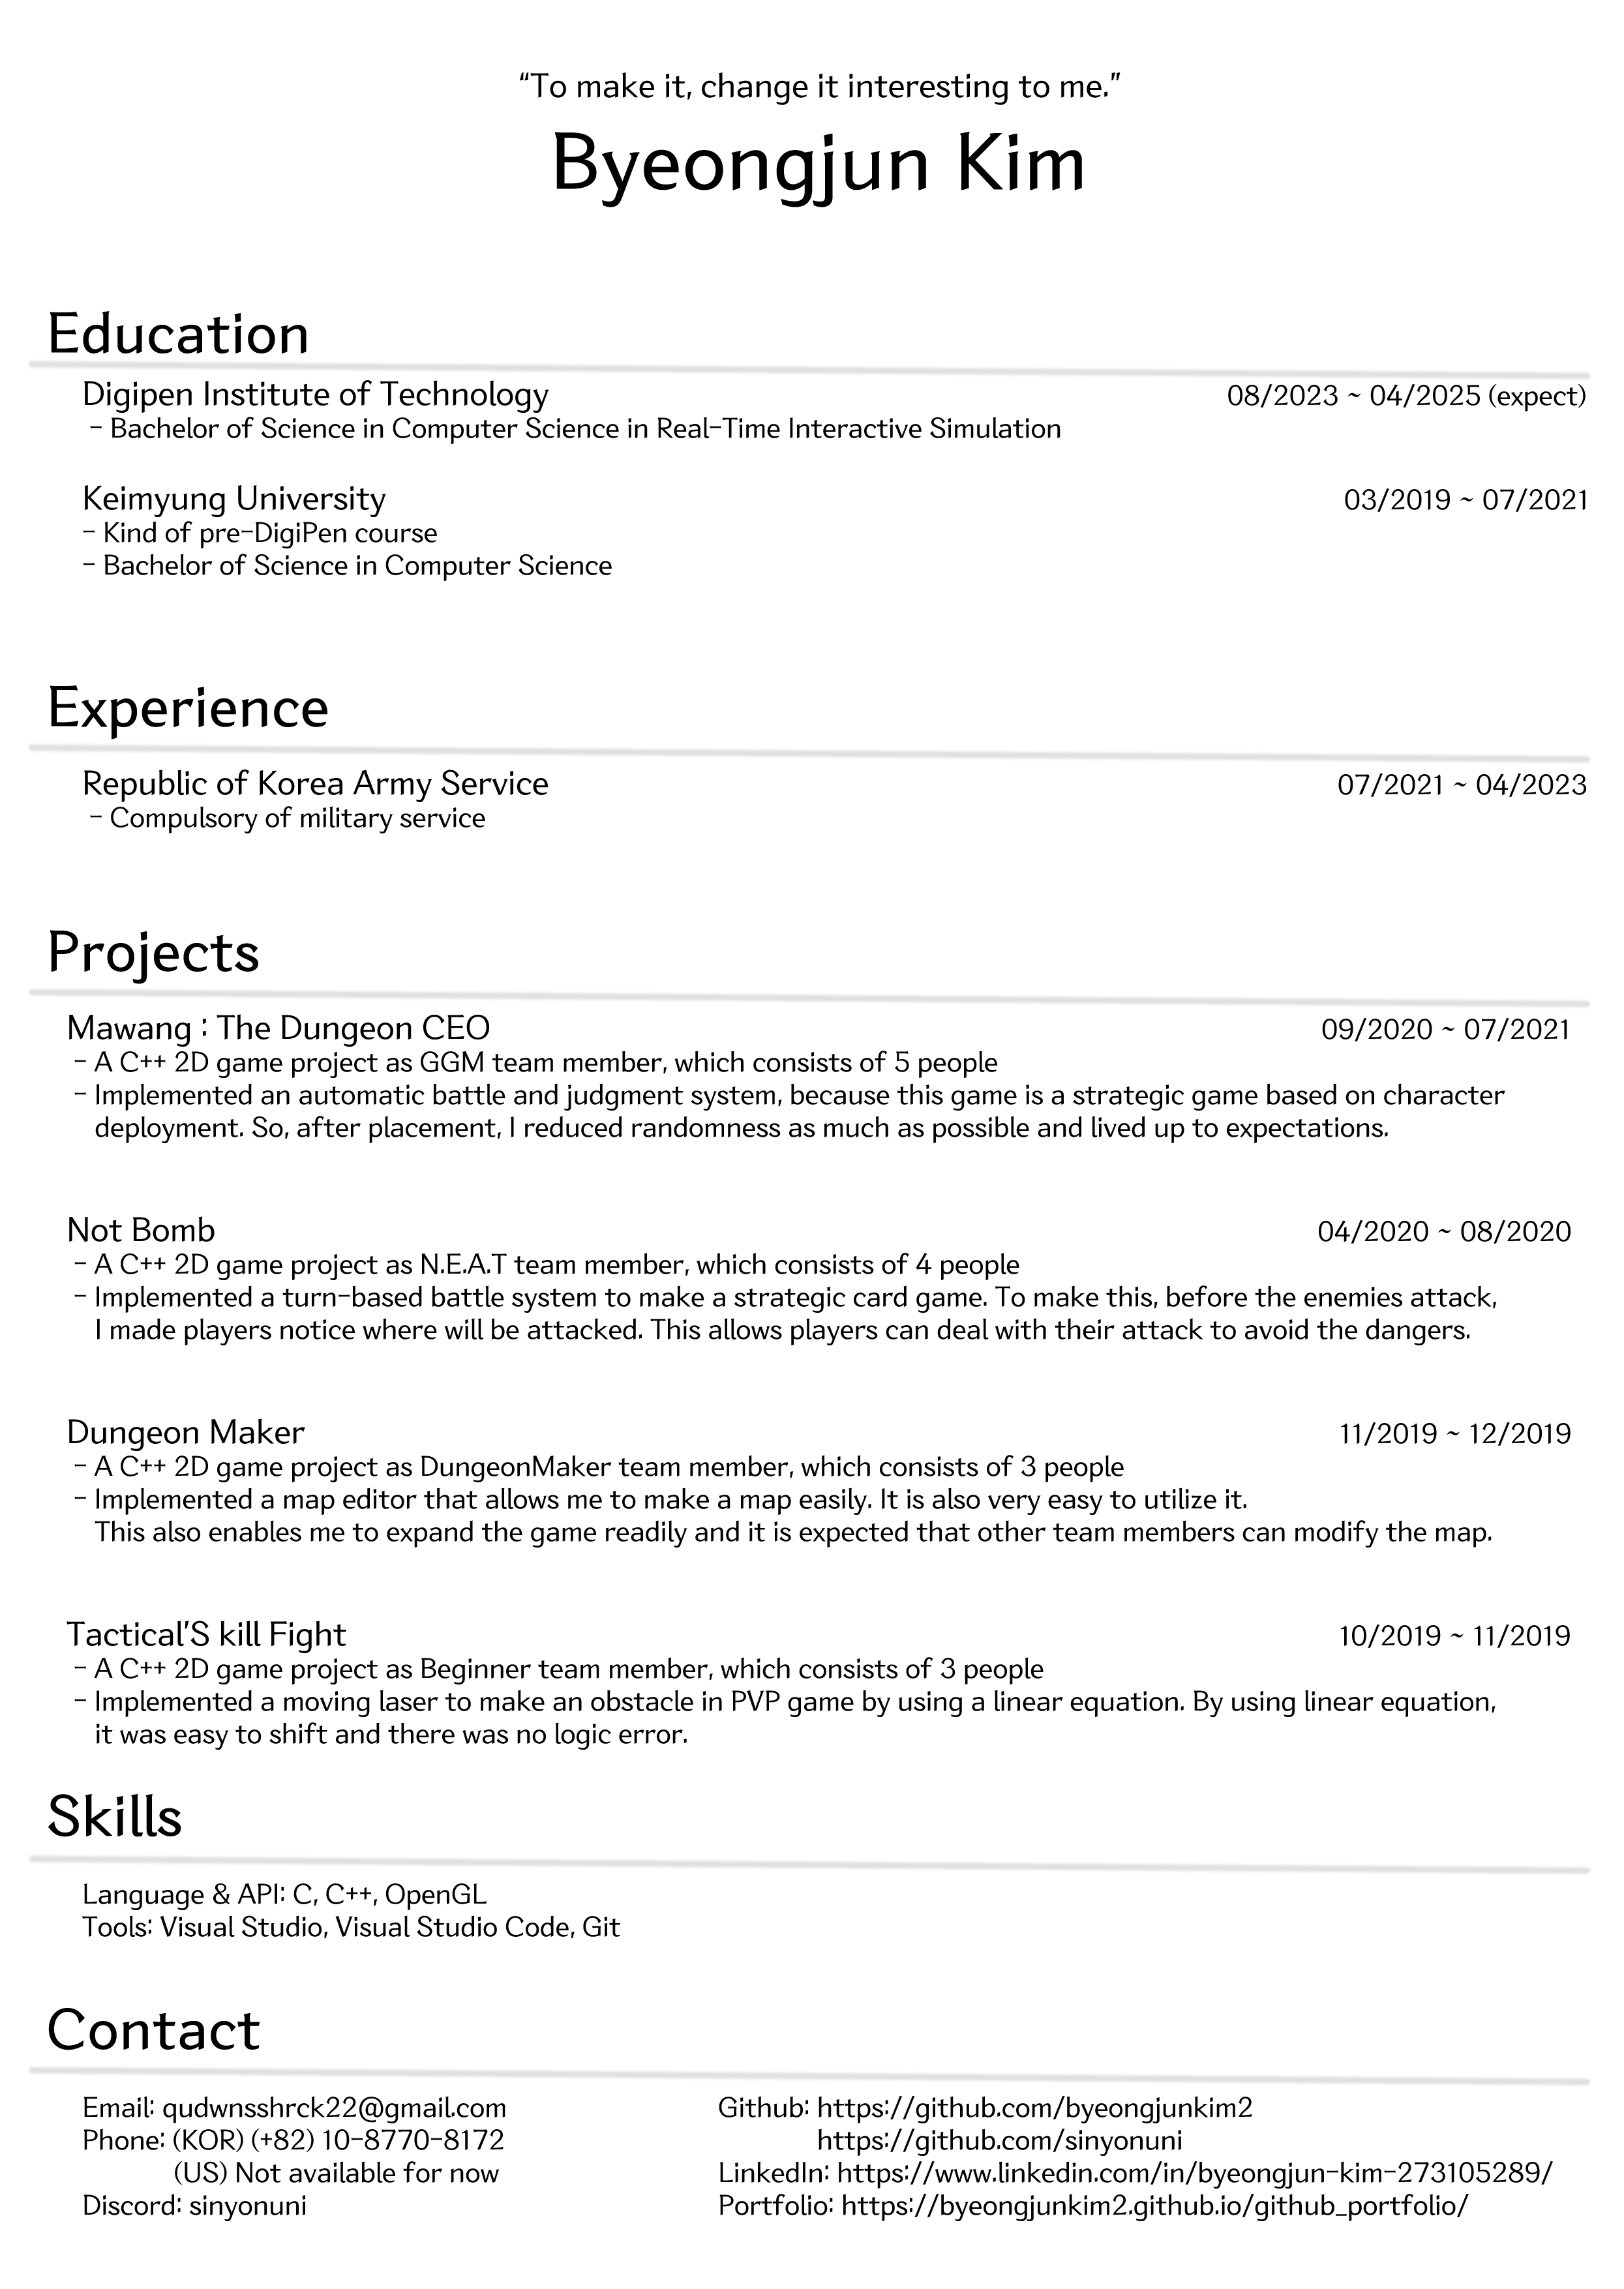 “To make it, change it interesting to me.”
Byeongjun Kim
Education
Digipen Institute of Technology 08/2023 ~ 04/2025 (expect)
- Bachelor of Science in Computer Science in Real-Time Interactive Simulation
Keimyung University 03/2019 ~ 07/2021
- Kind of pre-DigiPen course
- Bachelor of Science in Computer Science
Experience
Republic of Korea Army Service 07/2021 ~ 04/2023
- Compulsory of military service
Projects
Mawang : The Dungeon CEO 09/2020 ~ 07/2021
- A C++ 2D game project as GGM team member, which consists of 5 people
- Implemented an automatic battle and judgment system, because this game is a strategic game based on character
deployment. So, after placement, I reduced randomness as much as possible and lived up to expectations.
Not Bomb 04/2020 ~ 08/2020
- A C++ 2D game project as N.E.A.T team member, which consists of 4 people
- Implemented a turn-based battle system to make a strategic card game. To make this, before the enemies attack,
I made players notice where will be attacked. This allows players can deal with their attack to avoid the dangers.
Dungeon Maker 11/2019 ~ 12/2019
- A C++ 2D game project as DungeonMaker team member, which consists of 3 people
- Implemented a map editor that allows me to make a map easily. It is also very easy to utilize it.
This also enables me to expand the game readily and it is expected that other team members can modify the map.
Tactical'S kill Fight 10/2019 ~ 11/2019
- A C++ 2D game project as Beginner team member, which consists of 3 people
- Implemented a moving laser to make an obstacle in PVP game by using a linear equation. By using linear equation,
it was easy to shift and there was no logic error.
Skills
Language & API: C, C++, OpenGL
Tools: Visual Studio, Visual Studio Code, Git
Contact
Email: qudwnsshrck22@gmail.com Github: https://github.com/byeongjunkim2
Phone: (KOR) (+82) 10-8770-8172 https://github.com/sinyonuni
(US) Not available for now LinkedIn: https://www.linkedin.com/in/byeongjun-kim-273105289/
Discord: sinyonuni Portfolio: https://byeongjunkim2.github.io/github_portfolio/